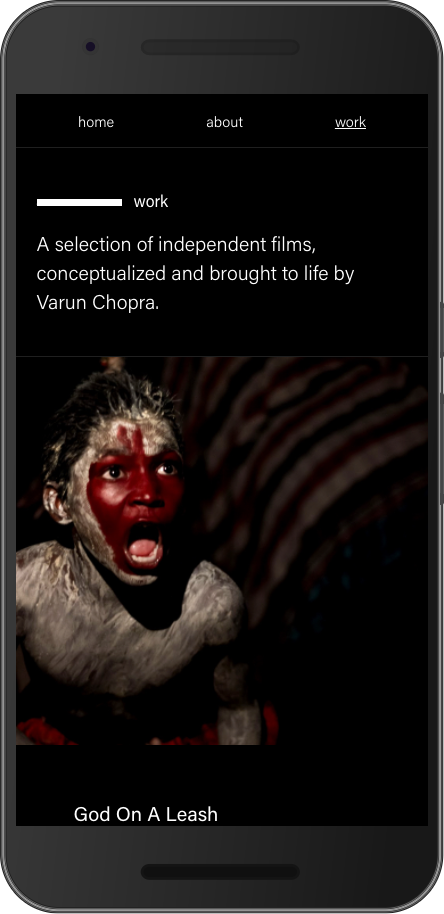 home about work
work
A selection of independent films,
conceptualized and brought to life by
Varun Chopra.
God On A Leash